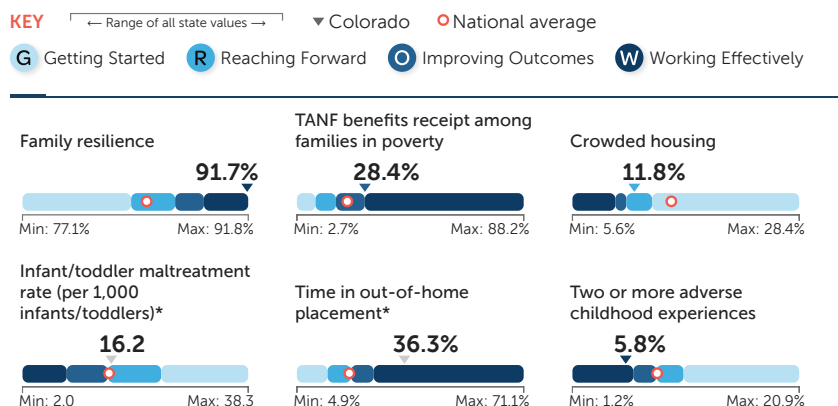 KEY
← Range of all state values →
Colorado
National average
G Getting Started
R Reaching Forward
O Improving Outcomes
W Working Effectively
Family resilience
91.7%
Min: 77.1% Max: 91.8%
TANF benefits receipt among
families in poverty
28.4%
Min: 2.7% Max: 88.2%
Crowded housing
11.8%
Min: 5.6% Max: 28.4%
Infant/toddler maltreatment
rate (per 1,000
infants/toddlers)*
16.2
Min: 2.0 Max: 38.3
Time in out-of-home
placement*
36.3%
Min: 4.9% Max: 71.1%
Two or more adverse
childhood experiences
5.8%
Min: 1.2% Max: 20.9%